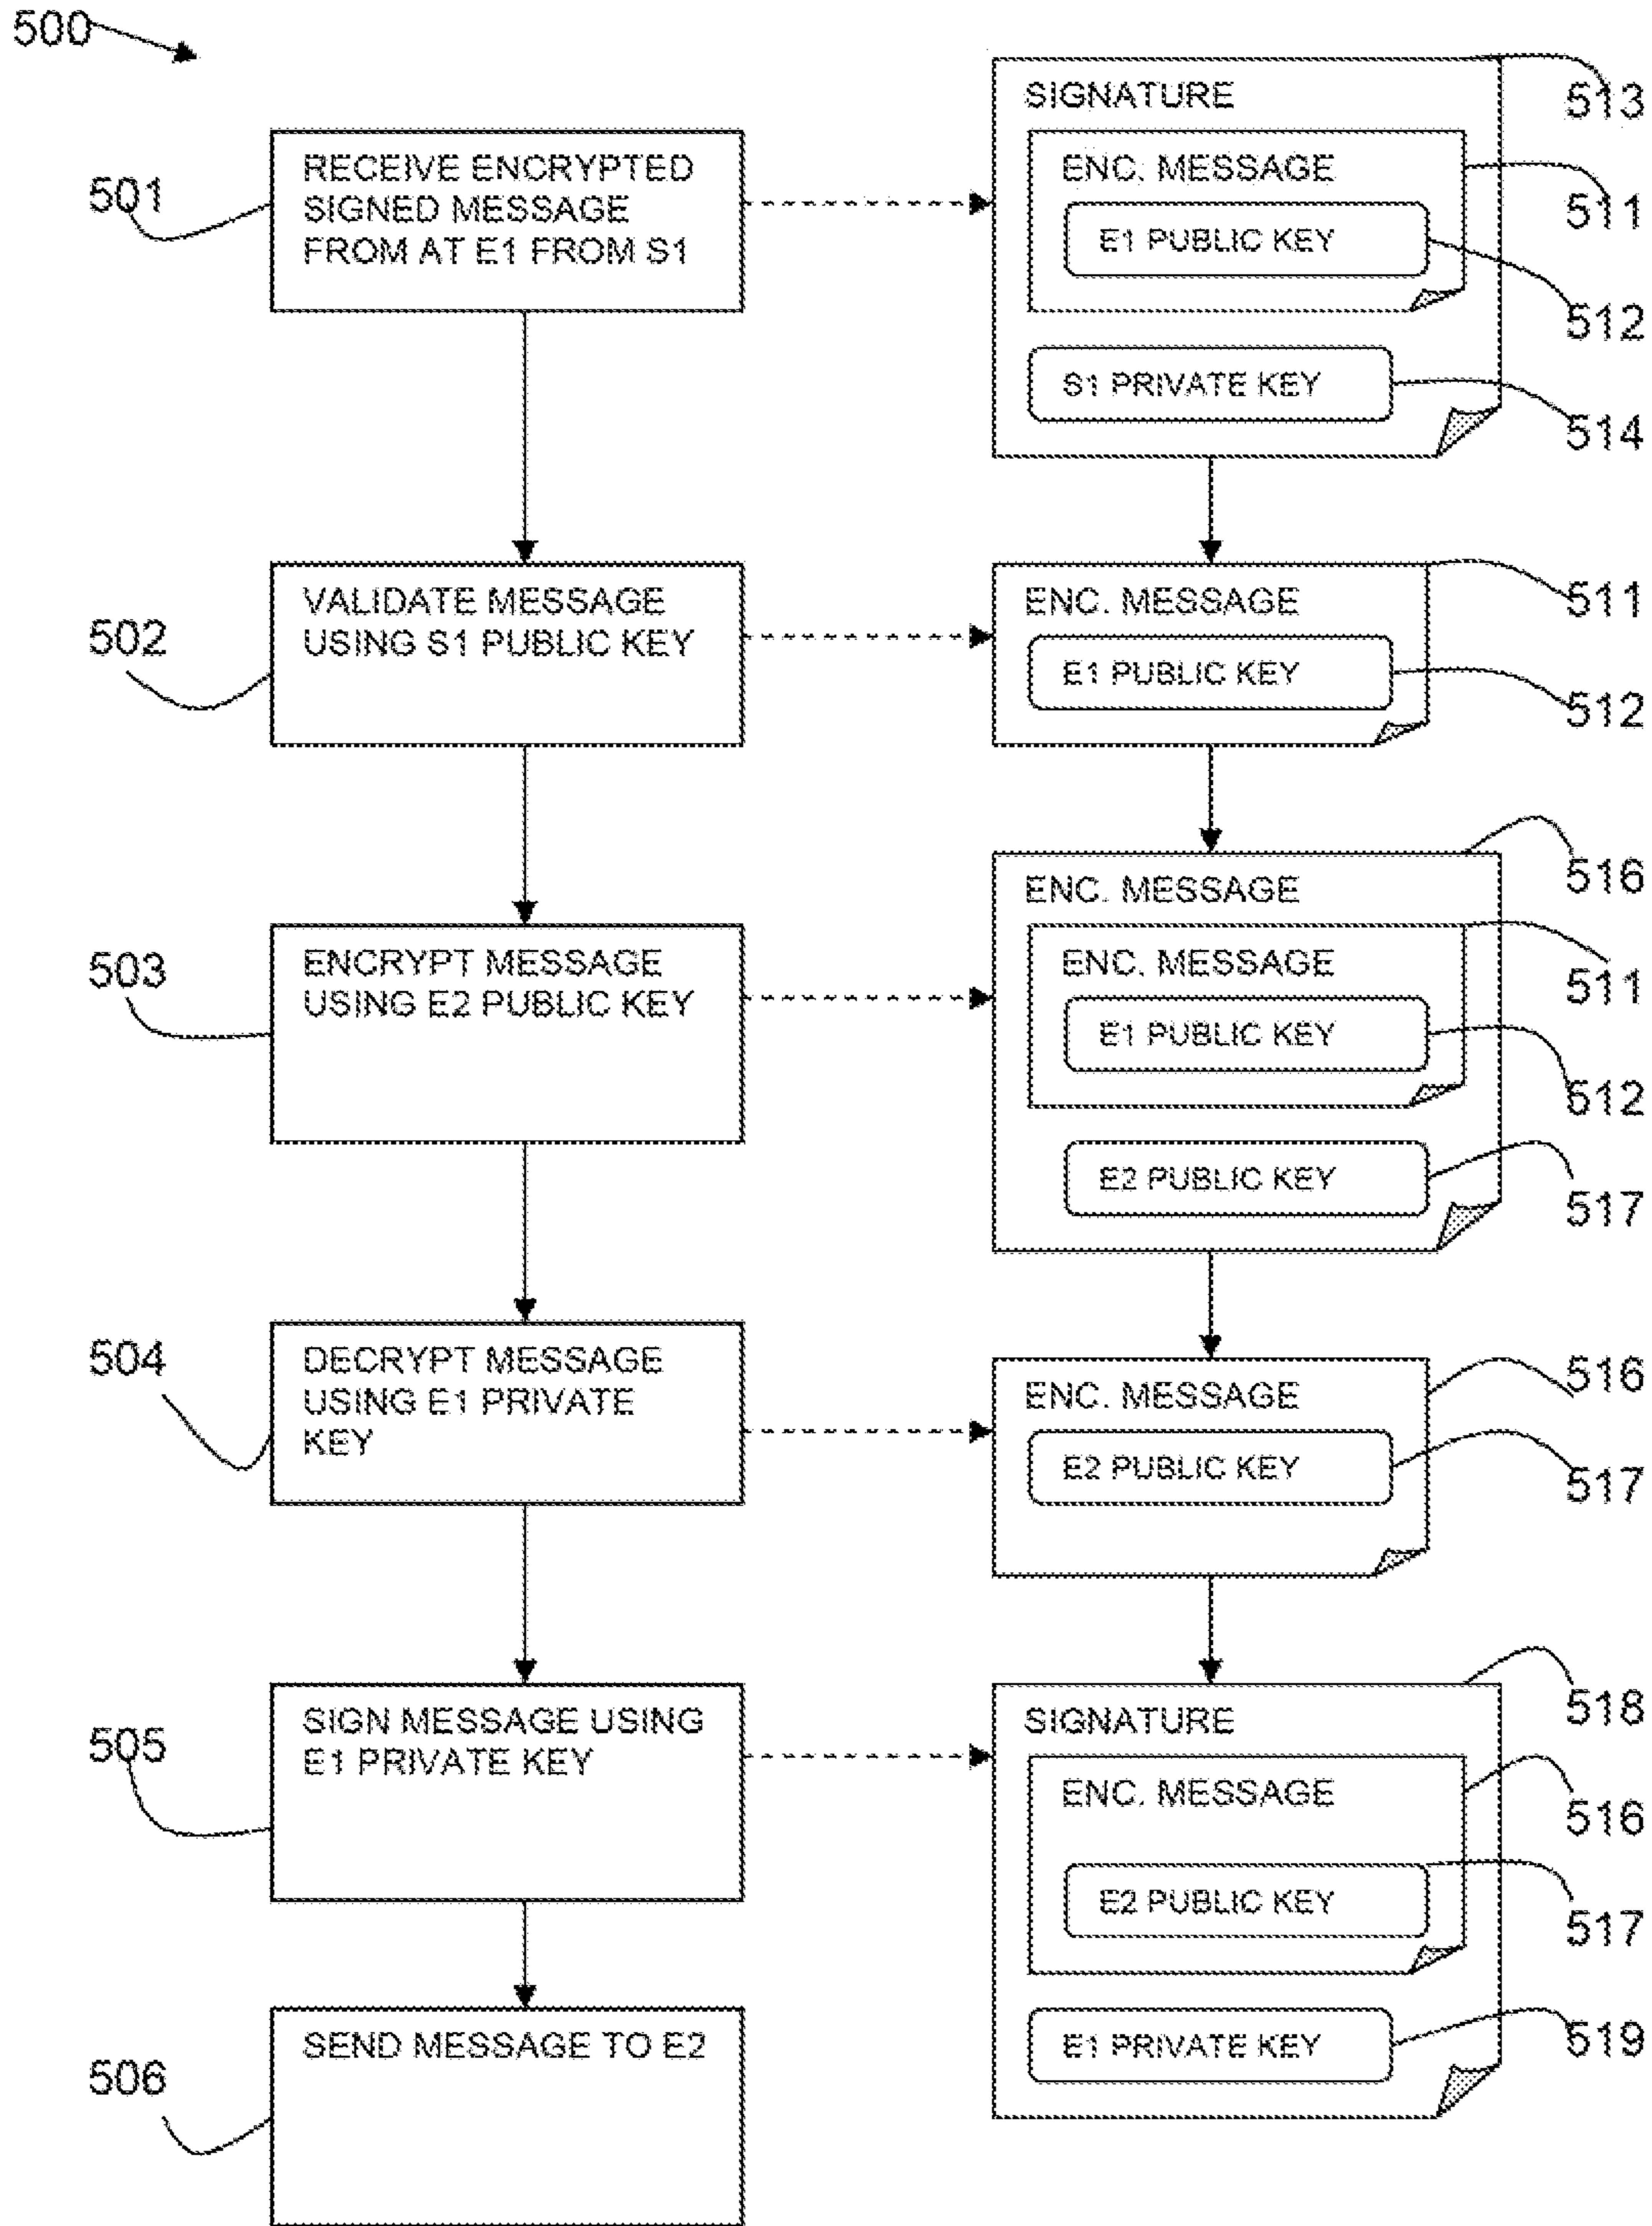 500
501
RECEIVE ENCRYPTED
SIGNED MESSAGE
FROM AT E1 FROM S1
SIGNATURE
513
ENC. MESSAGE
511
E1 PUBLIC KEY
512
S1 PRIVATE KEY
514
502
VALIDATE MESSAGE
USING S1 PUBLIC KEY
ENC. MESSAGE
511
E1 PUBLIC KEY
512
503
ENCRYPT MESSAGE
USING E2 PUBLIC KEY
ENC. MESSAGE
516
ENC. MESSAGE
511
E1 PUBLIC KEY
512
E2 PUBLIC KEY
517
504
DECRYPT MESSAGE
USING E1 PRIVATE
KEY
ENC. MESSAGE
516
E2 PUBLIC KEY
517
505
SIGN MESSAGE USING
E1 PRIVATE KEY
SIGNATURE
518
ENC. MESSAGE
516
E2 PUBLIC KEY
517
E1 PRIVATE KEY
519
506
SEND MESSAGE TO E2